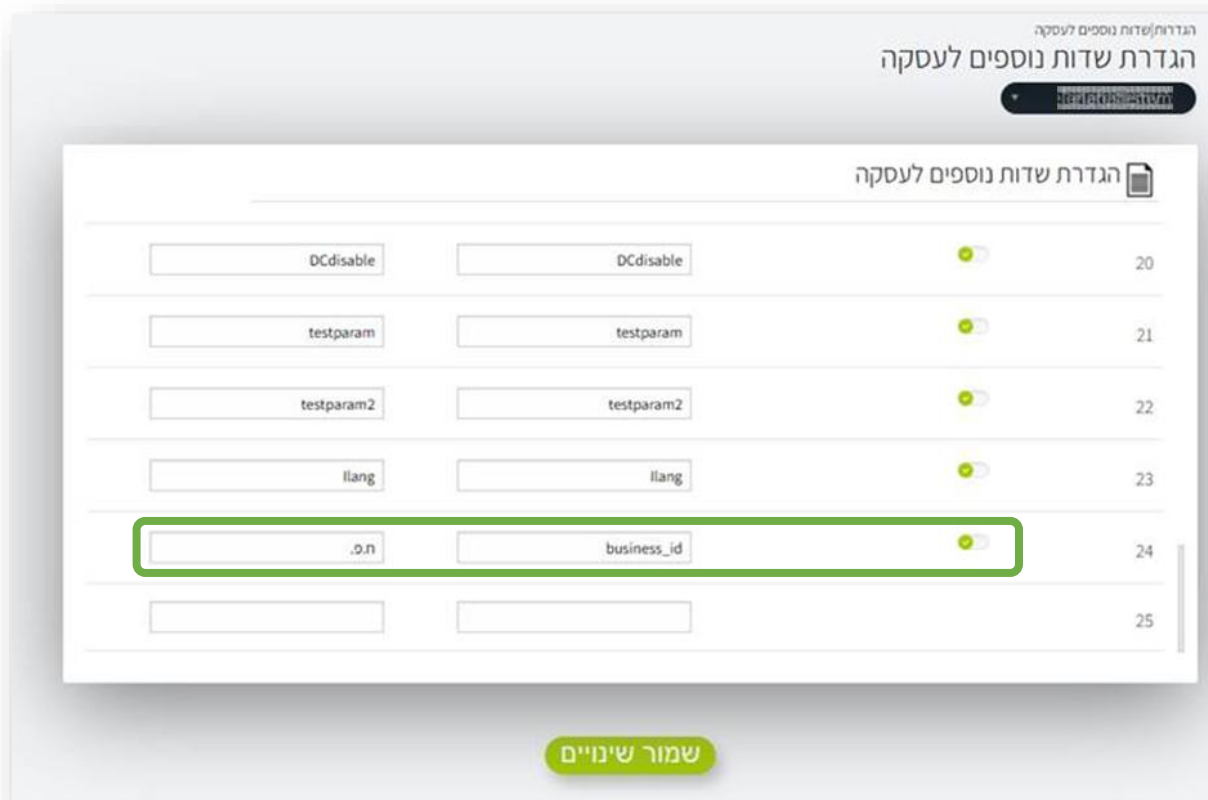 הגדרות|שדות נוספים לעסקה
הגדרת שדות נוספים לעסקה
הגדרת שדות נוספים לעסקה
20 DCdisable DCdisable
21 testparam testparam
22 testparam2 testparam2
23 llang llang
24 business_id ח.פ.
25
שמור שינויים